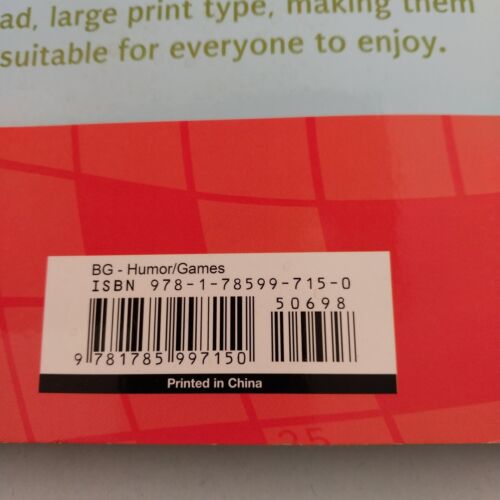 ad, large print type, making them
suitable for everyone to enjoy.
BG - Humor/Games
ISBN 978-1-78599-715-0
50698
9 781785 997150
Printed in China
25